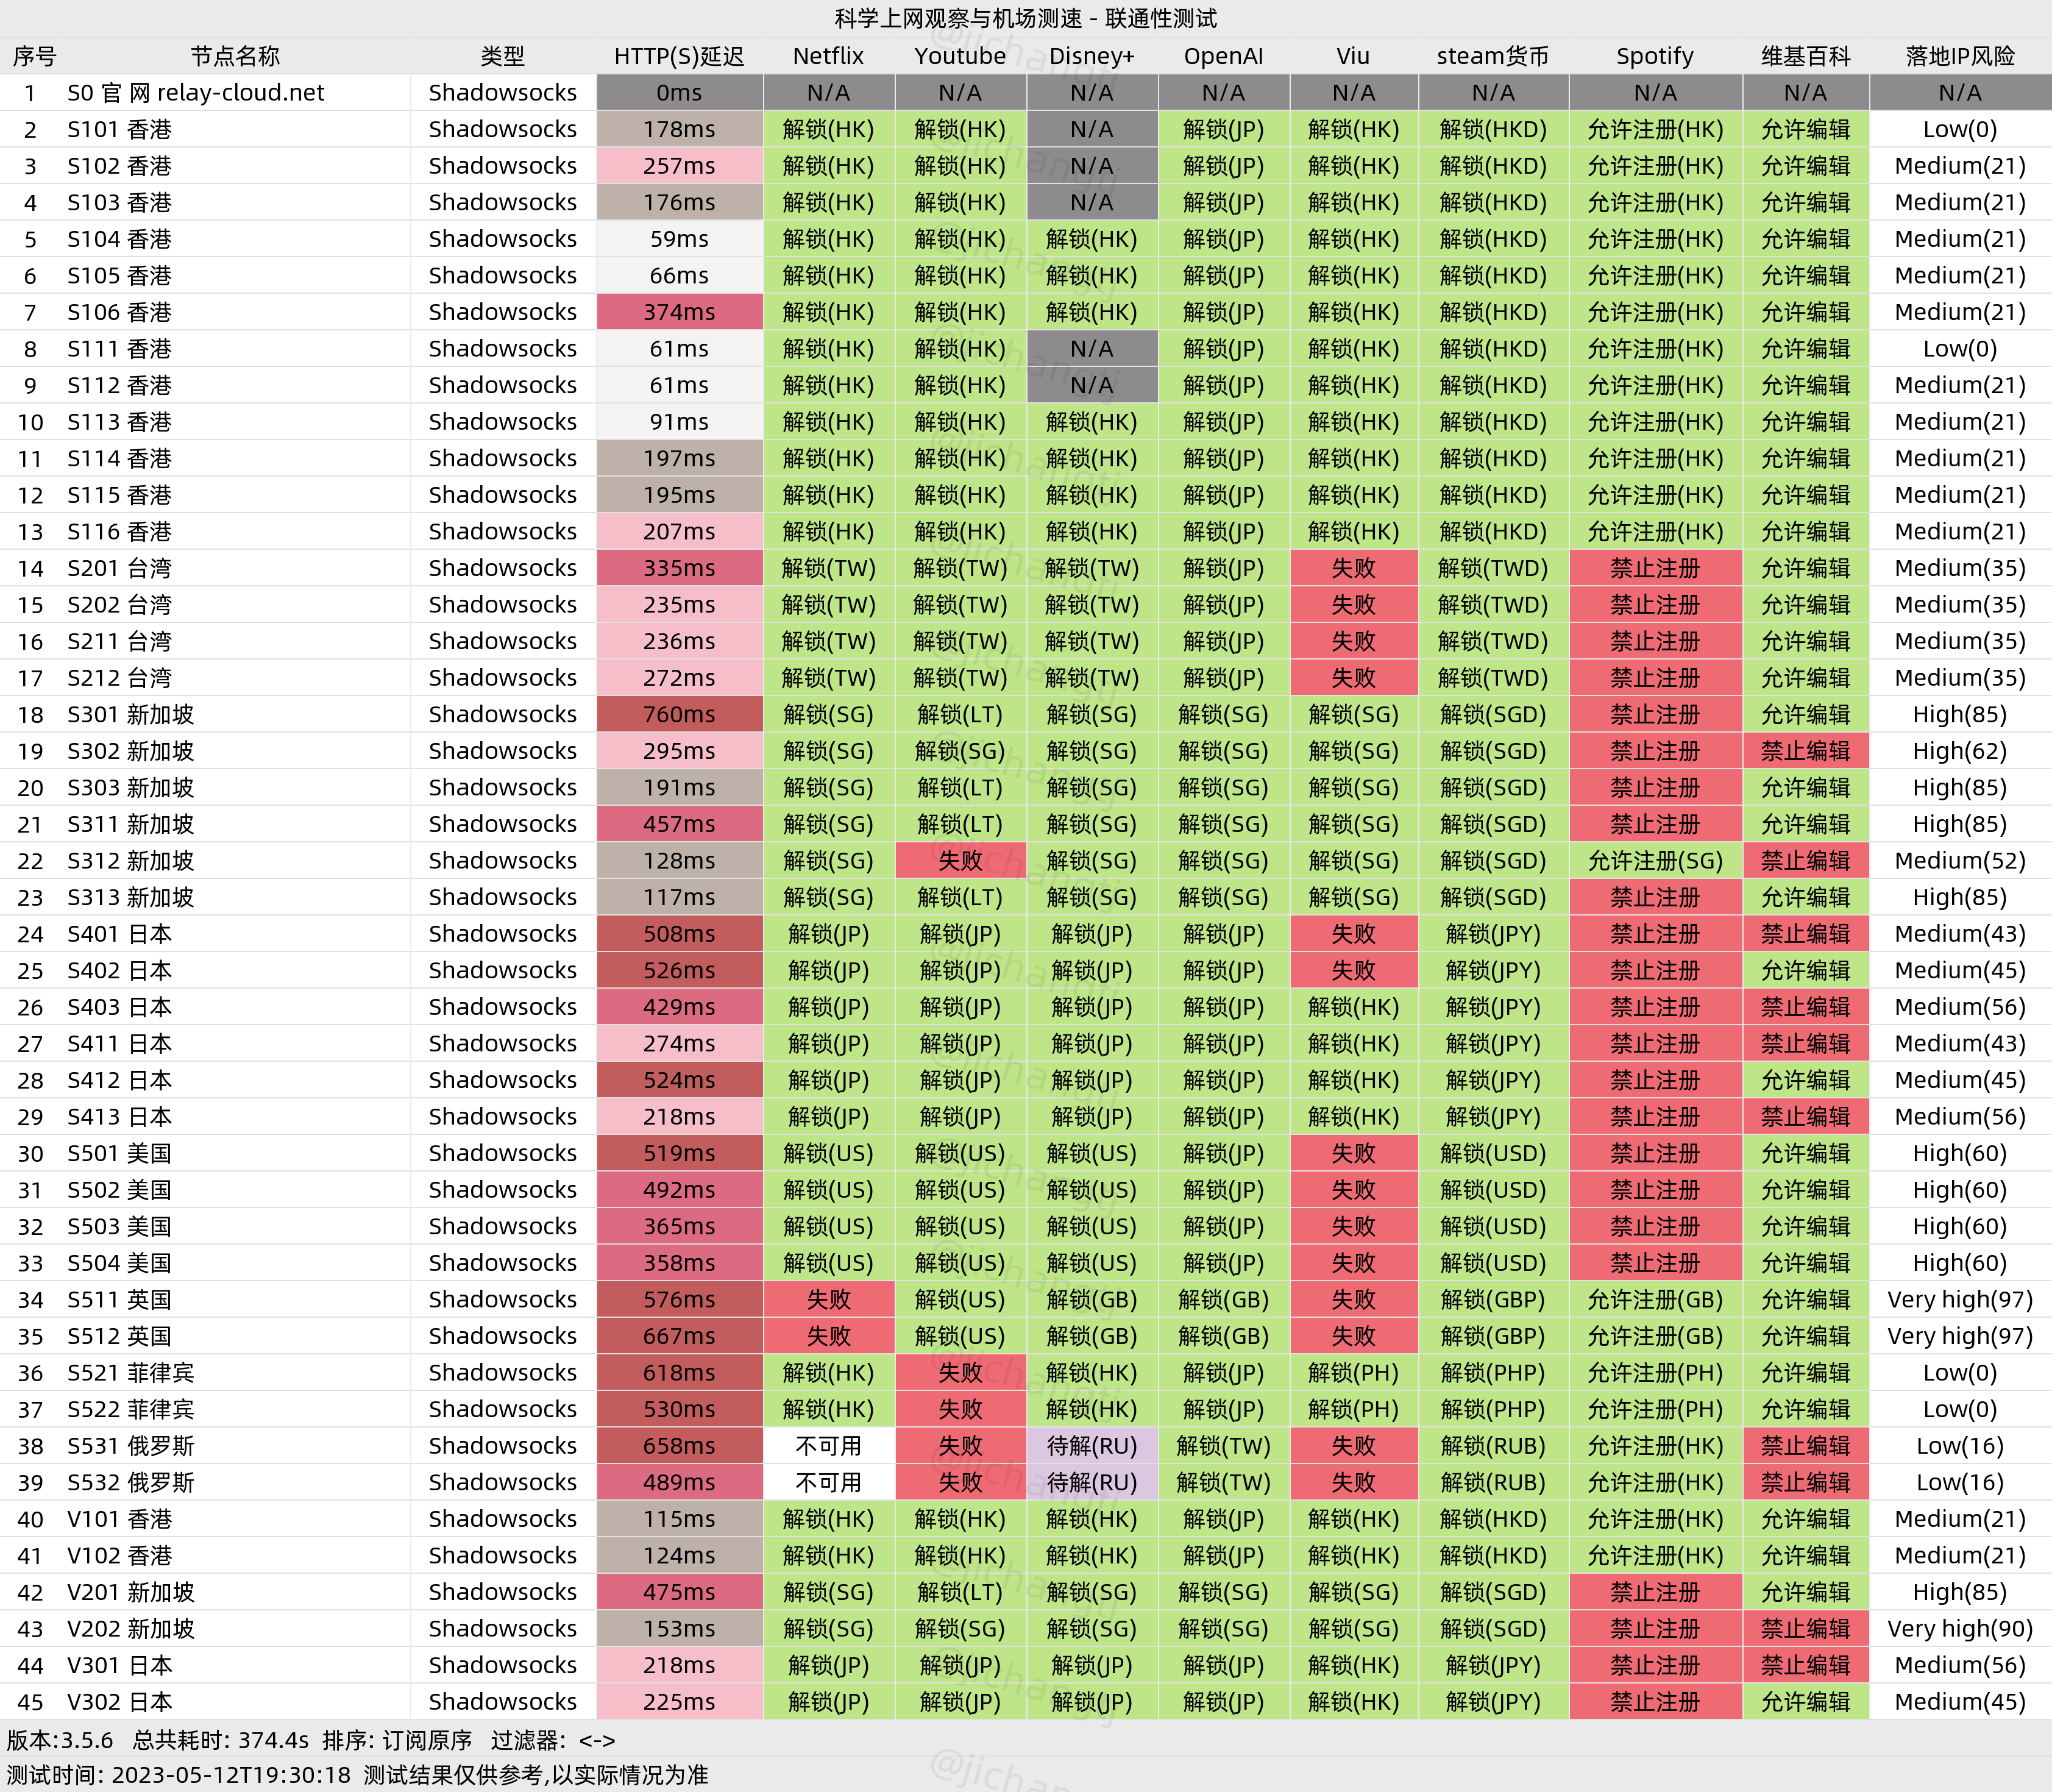 科学上网观察与机场测速 - 联通性测试
序号 节点名称 类型 HTTP(S)延迟 Netflix Youtube Disney+ OpenAI Viu steam货币 Spotify 维基百科 落地IP风险
1 S0 官 网 relay-cloud.net Shadowsocks 0ms N/A N/A N/A N/A N/A N/A N/A N/A N/A
2 S101 香港 Shadowsocks 178ms 解锁(HK) 解锁(HK) N/A 解锁(JP) 解锁(HK) 解锁(HKD) 允许注册(HK) 允许编辑 Low(0)
3 S102 香港 Shadowsocks 257ms 解锁(HK) 解锁(HK) N/A 解锁(JP) 解锁(HK) 解锁(HKD) 允许注册(HK) 允许编辑 Medium(21)
4 S103 香港 Shadowsocks 176ms 解锁(HK) 解锁(HK) N/A 解锁(JP) 解锁(HK) 解锁(HKD) 允许注册(HK) 允许编辑 Medium(21)
5 S104 香港 Shadowsocks 59ms 解锁(HK) 解锁(HK) 解锁(HK) 解锁(JP) 解锁(HK) 解锁(HKD) 允许注册(HK) 允许编辑 Medium(21)
6 S105 香港 Shadowsocks 66ms 解锁(HK) 解锁(HK) 解锁(HK) 解锁(JP) 解锁(HK) 解锁(HKD) 允许注册(HK) 允许编辑 Medium(21)
7 S106 香港 Shadowsocks 374ms 解锁(HK) 解锁(HK) 解锁(HK) 解锁(JP) 解锁(HK) 解锁(HKD) 允许注册(HK) 允许编辑 Medium(21)
8 S111 香港 Shadowsocks 61ms 解锁(HK) 解锁(HK) N/A 解锁(JP) 解锁(HK) 解锁(HKD) 允许注册(HK) 允许编辑 Low(0)
9 S112 香港 Shadowsocks 61ms 解锁(HK) 解锁(HK) N/A 解锁(JP) 解锁(HK) 解锁(HKD) 允许注册(HK) 允许编辑 Medium(21)
10 S113 香港 Shadowsocks 91ms 解锁(HK) 解锁(HK) 解锁(HK) 解锁(JP) 解锁(HK) 解锁(HKD) 允许注册(HK) 允许编辑 Medium(21)
11 S114 香港 Shadowsocks 197ms 解锁(HK) 解锁(HK) 解锁(HK) 解锁(JP) 解锁(HK) 解锁(HKD) 允许注册(HK) 允许编辑 Medium(21)
12 S115 香港 Shadowsocks 195ms 解锁(HK) 解锁(HK) 解锁(HK) 解锁(JP) 解锁(HK) 解锁(HKD) 允许注册(HK) 允许编辑 Medium(21)
13 S116 香港 Shadowsocks 207ms 解锁(HK) 解锁(HK) 解锁(HK) 解锁(JP) 解锁(HK) 解锁(HKD) 允许注册(HK) 允许编辑 Medium(21)
14 S201 台湾 Shadowsocks 335ms 解锁(TW) 解锁(TW) 解锁(TW) 解锁(JP) 失败 解锁(TWD) 禁止注册 允许编辑 Medium(35)
15 S202 台湾 Shadowsocks 235ms 解锁(TW) 解锁(TW) 解锁(TW) 解锁(JP) 失败 解锁(TWD) 禁止注册 允许编辑 Medium(35)
16 S211 台湾 Shadowsocks 236ms 解锁(TW) 解锁(TW) 解锁(TW) 解锁(JP) 失败 解锁(TWD) 禁止注册 允许编辑 Medium(35)
17 S212 台湾 Shadowsocks 272ms 解锁(TW) 解锁(TW) 解锁(TW) 解锁(JP) 失败 解锁(TWD) 禁止注册 允许编辑 Medium(35)
18 S301 新加坡 Shadowsocks 760ms 解锁(SG) 解锁(LT) 解锁(SG) 解锁(SG) 解锁(SG) 解锁(SGD) 禁止注册 允许编辑 High(85)
19 S302 新加坡 Shadowsocks 295ms 解锁(SG) 解锁(SG) 解锁(SG) 解锁(SG) 解锁(SG) 解锁(SGD) 禁止注册 禁止编辑 High(62)
20 S303 新加坡 Shadowsocks 191ms 解锁(SG) 解锁(LT) 解锁(SG) 解锁(SG) 解锁(SG) 解锁(SGD) 禁止注册 允许编辑 High(85)
21 S311 新加坡 Shadowsocks 457ms 解锁(SG) 解锁(LT) 解锁(SG) 解锁(SG) 解锁(SG) 解锁(SGD) 禁止注册 允许编辑 High(85)
22 S312 新加坡 Shadowsocks 128ms 解锁(SG) 失败 解锁(SG) 解锁(SG) 解锁(SG) 解锁(SGD) 允许注册(SG) 禁止编辑 Medium(52)
23 S313 新加坡 Shadowsocks 117ms 解锁(SG) 解锁(LT) 解锁(SG) 解锁(SG) 解锁(SG) 解锁(SGD) 禁止注册 允许编辑 High(85)
24 S401 日本 Shadowsocks 508ms 解锁(JP) 解锁(JP) 解锁(JP) 解锁(JP) 失败 解锁(JPY) 禁止注册 禁止编辑 Medium(43)
25 S402 日本 Shadowsocks 526ms 解锁(JP) 解锁(JP) 解锁(JP) 解锁(JP) 失败 解锁(JPY) 禁止注册 允许编辑 Medium(45)
26 S403 日本 Shadowsocks 429ms 解锁(JP) 解锁(JP) 解锁(JP) 解锁(JP) 解锁(HK) 解锁(JPY) 禁止注册 禁止编辑 Medium(56)
27 S411 日本 Shadowsocks 274ms 解锁(JP) 解锁(JP) 解锁(JP) 解锁(JP) 解锁(HK) 解锁(JPY) 禁止注册 禁止编辑 Medium(43)
28 S412 日本 Shadowsocks 524ms 解锁(JP) 解锁(JP) 解锁(JP) 解锁(JP) 解锁(HK) 解锁(JPY) 禁止注册 允许编辑 Medium(45)
29 S413 日本 Shadowsocks 218ms 解锁(JP) 解锁(JP) 解锁(JP) 解锁(JP) 解锁(HK) 解锁(JPY) 禁止注册 禁止编辑 Medium(56)
30 S501 美国 Shadowsocks 519ms 解锁(US) 解锁(US) 解锁(US) 解锁(JP) 失败 解锁(USD) 禁止注册 允许编辑 High(60)
31 S502 美国 Shadowsocks 492ms 解锁(US) 解锁(US) 解锁(US) 解锁(JP) 失败 解锁(USD) 禁止注册 允许编辑 High(60)
32 S503 美国 Shadowsocks 365ms 解锁(US) 解锁(US) 解锁(US) 解锁(JP) 失败 解锁(USD) 禁止注册 允许编辑 High(60)
33 S504 美国 Shadowsocks 358ms 解锁(US) 解锁(US) 解锁(US) 解锁(JP) 失败 解锁(USD) 禁止注册 允许编辑 High(60)
34 S511 英国 Shadowsocks 576ms 失败 解锁(US) 解锁(GB) 解锁(GB) 失败 解锁(GBP) 允许注册(GB) 允许编辑 Very high(97)
35 S512 英国 Shadowsocks 667ms 失败 解锁(US) 解锁(GB) 解锁(GB) 失败 解锁(GBP) 允许注册(GB) 允许编辑 Very high(97)
36 S521 菲律宾 Shadowsocks 618ms 解锁(HK) 失败 解锁(HK) 解锁(JP) 解锁(PH) 解锁(PHP) 允许注册(PH) 允许编辑 Low(0)
37 S522 菲律宾 Shadowsocks 530ms 解锁(HK) 失败 解锁(HK) 解锁(JP) 解锁(PH) 解锁(PHP) 允许注册(PH) 允许编辑 Low(0)
38 S531 俄罗斯 Shadowsocks 658ms 不可用 失败 待解(RU) 解锁(TW) 失败 解锁(RUB) 允许注册(HK) 禁止编辑 Low(16)
39 S532 俄罗斯 Shadowsocks 489ms 不可用 失败 待解(RU) 解锁(TW) 失败 解锁(RUB) 允许注册(HK) 禁止编辑 Low(16)
40 V101 香港 Shadowsocks 115ms 解锁(HK) 解锁(HK) 解锁(HK) 解锁(JP) 解锁(HK) 解锁(HKD) 允许注册(HK) 允许编辑 Medium(21)
41 V102 香港 Shadowsocks 124ms 解锁(HK) 解锁(HK) 解锁(HK) 解锁(JP) 解锁(HK) 解锁(HKD) 允许注册(HK) 允许编辑 Medium(21)
42 V201 新加坡 Shadowsocks 475ms 解锁(SG) 解锁(LT) 解锁(SG) 解锁(SG) 解锁(SG) 解锁(SGD) 禁止注册 允许编辑 High(85)
43 V202 新加坡 Shadowsocks 153ms 解锁(SG) 解锁(SG) 解锁(SG) 解锁(SG) 解锁(SG) 解锁(SGD) 禁止注册 禁止编辑 Very high(90)
44 V301 日本 Shadowsocks 218ms 解锁(JP) 解锁(JP) 解锁(JP) 解锁(JP) 解锁(HK) 解锁(JPY) 禁止注册 禁止编辑 Medium(56)
45 V302 日本 Shadowsocks 225ms 解锁(JP) 解锁(JP) 解锁(JP) 解锁(JP) 解锁(HK) 解锁(JPY) 禁止注册 允许编辑 Medium(45)
版本:3.5.6 总共耗时: 374.4s 排序: 订阅原序 过滤器: <->
测试时间: 2023-05-12T19:30:18 测试结果仅供参考,以实际情况为准